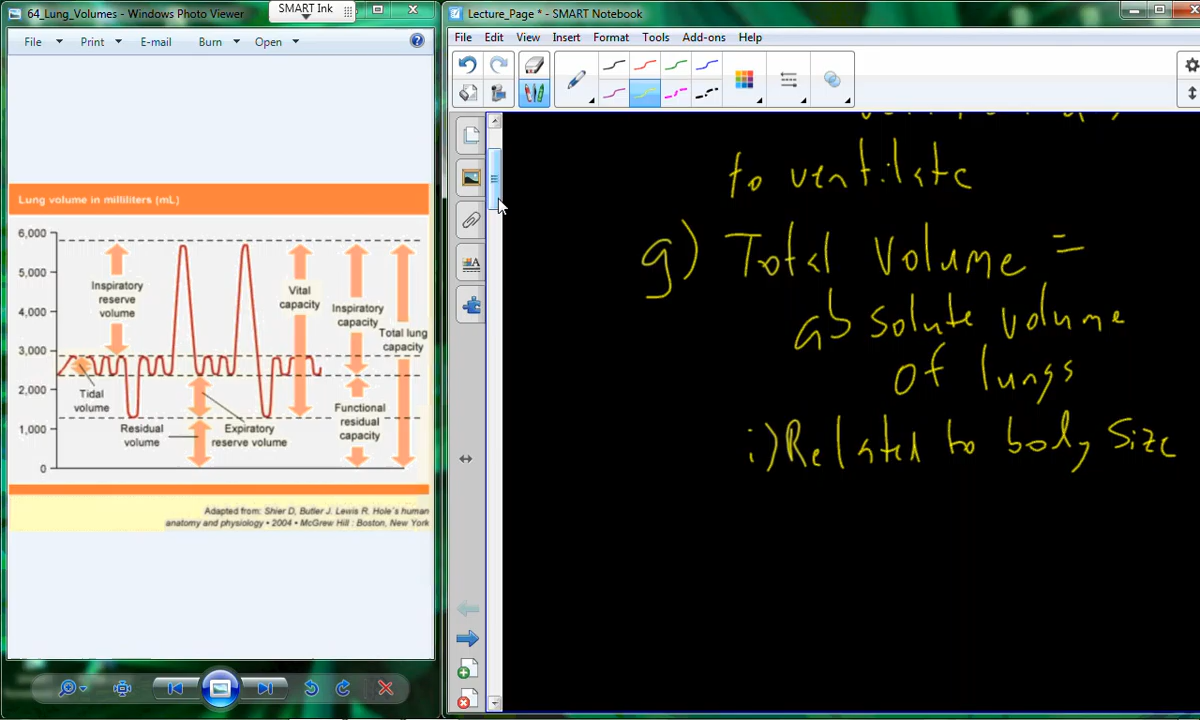 64_Lung_Volumes - Windows Photo Viewer
SMART Ink
File Print E-mail Burn Open
Lung volume in milliliters (mL)
6,000
5,000
4,000
3,000
2,000
1,000
0
Inspiratory
reserve
volume
Tidal
volume
Residual
volume
Expiratory
reserve volume
Vital
capacity
Inspiratory
capacity
Total lung
capacity
Functional
residual
capacity
Adapted from: Shier D, Butler J. Lewis R. Hole's human
anatomy and physiology • 2004 • McGrew Hill : Boston, New York
Lecture_Page * - SMART Notebook
File Edit View Insert Format Tools Add-ons Help
to ventilate
g) Total Volume =
absolute volume
of lungs
i) Related to body size